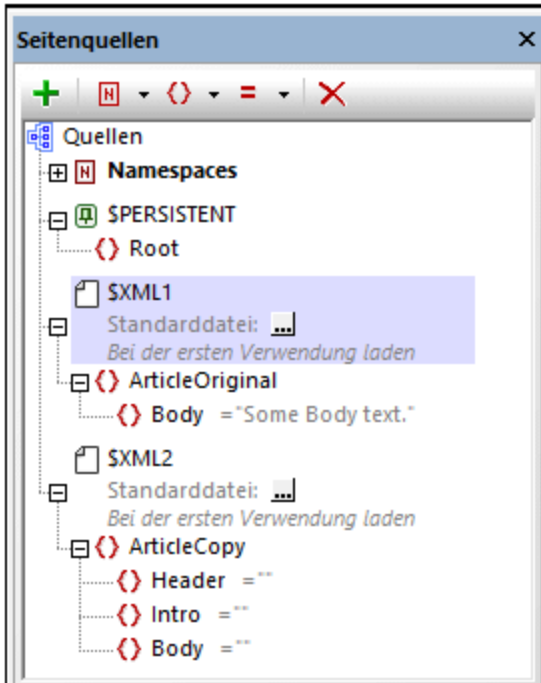 Seitenquellen
Quellen
Namespaces
$PERSISTENT
Root
$XML1
Standarddatei: ...
Bei der ersten Verwendung laden
ArticleOriginal
Body ="Some Body text."
$XML2
Standarddatei: ...
Bei der ersten Verwendung laden
ArticleCopy
Header =""
Intro =""
Body =""